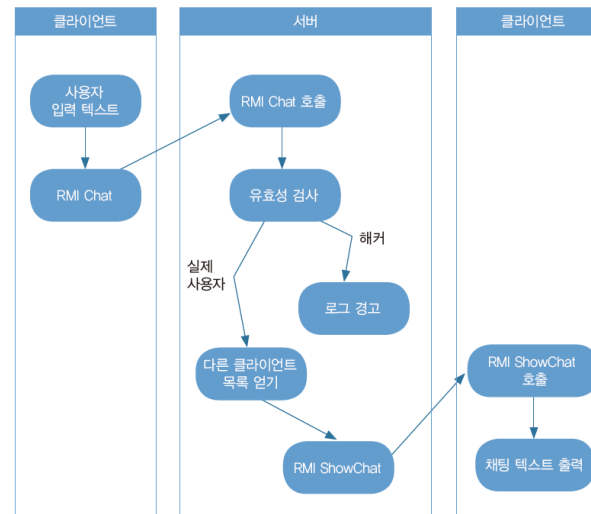 클라이언트
서버
클라이언트
사용자
입력 텍스트
RMI Chat
RMI Chat 호출
유효성 검사
해커
실제
사용자
로그 경고
다른 클라이언트
목록 얻기
RMI ShowChat
RMI ShowChat
호출
채팅 텍스트 출력